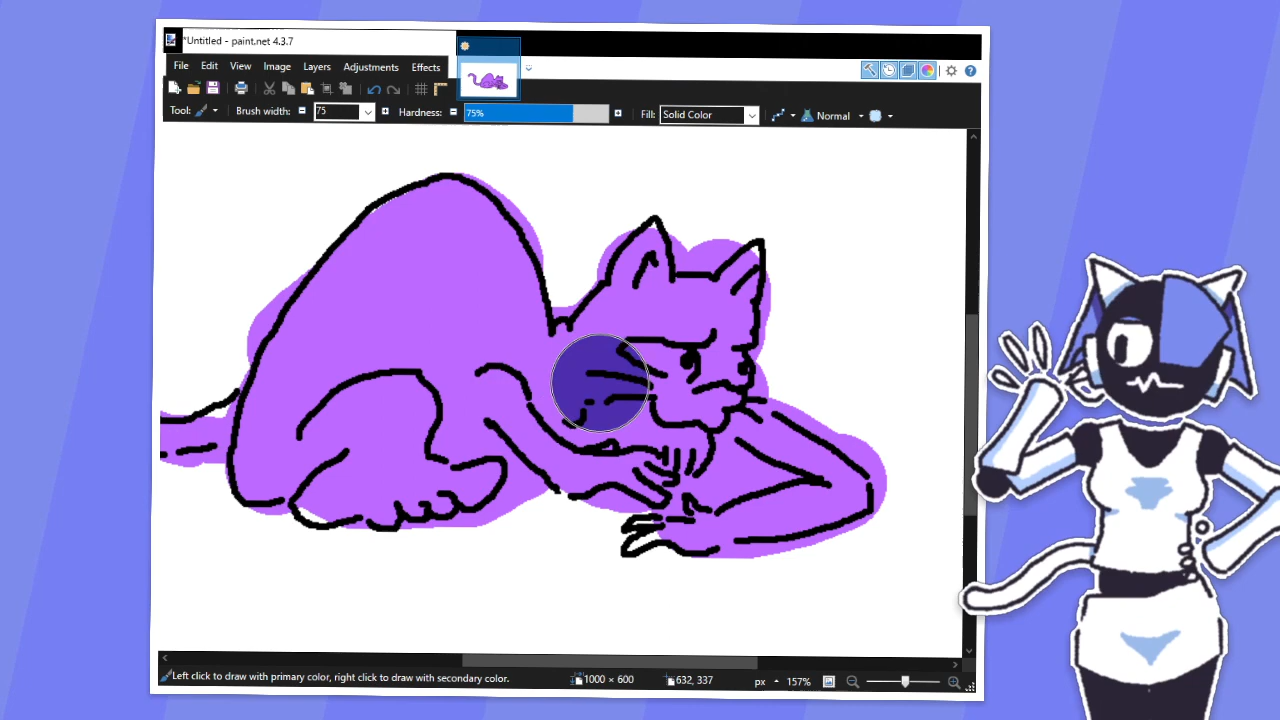 *Untitled - paint.net 4.3.7
File Edit View Image Layers Adjustments Effects
Tool: Brush width: 75 Hardness: 75% Fill: Solid Color Normal
Left click to draw with primary color, right click to draw with secondary color. 1000 × 600 632, 337 px 157%